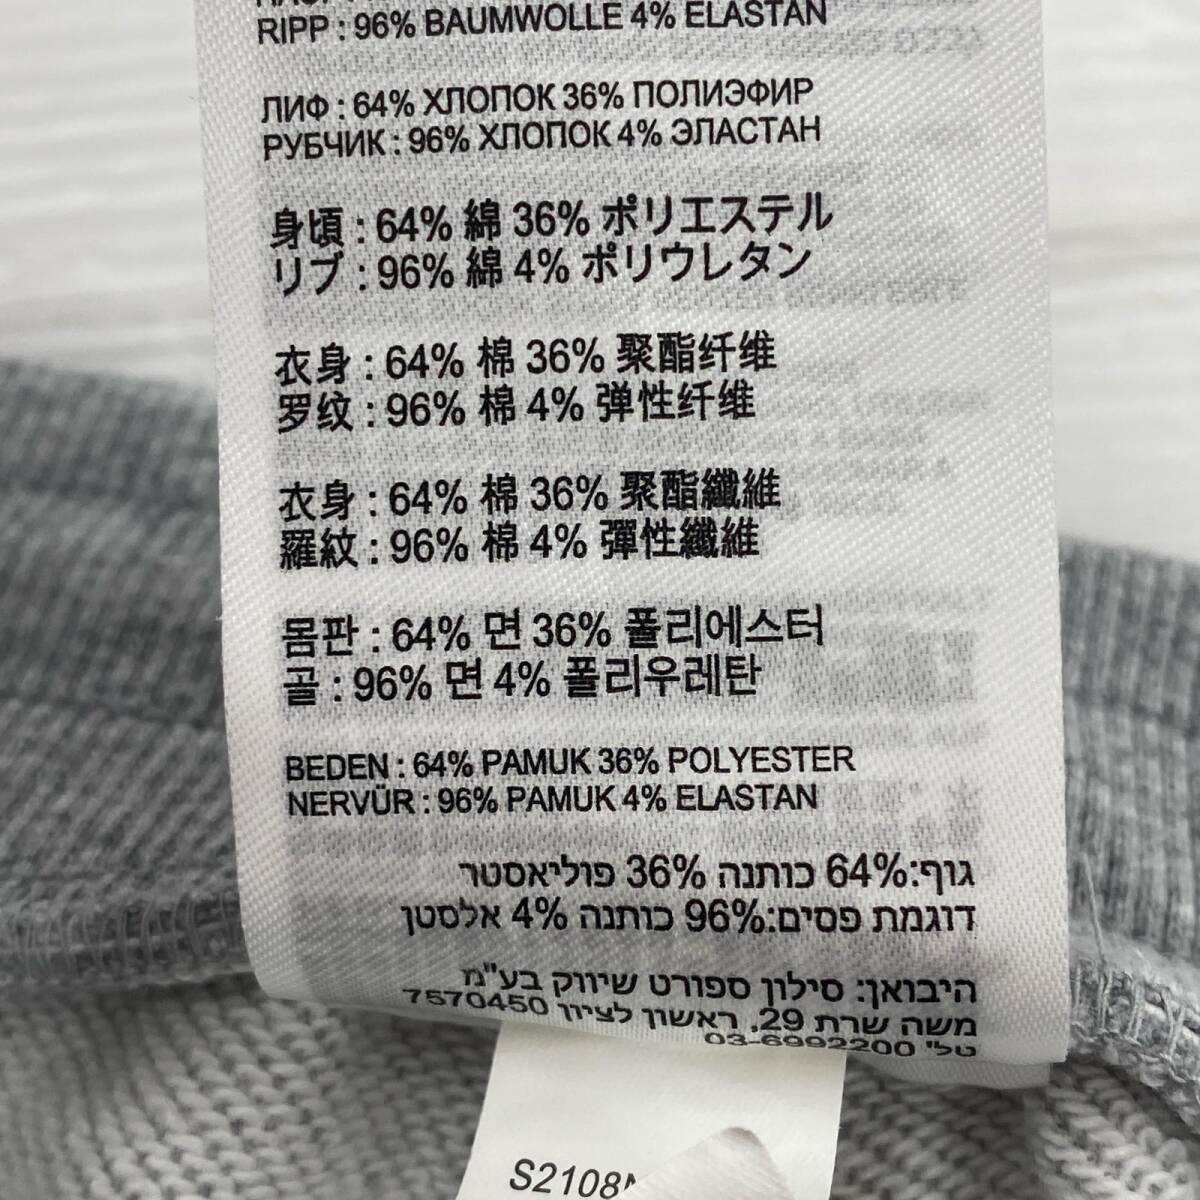 RIPP : 96% BAUMWOLLE 4% ELASTAN
ЛИФ : 64% ХЛОПОК 36% ПОЛИЭФИР
РУБЧИК : 96% ХЛОПОК 4% ЭЛАСТАН
身頃 : 64% 綿 36% ポリエステル
リブ : 96% 綿 4% ポリウレタン
衣身 : 64% 棉 36% 聚酯纤维
罗纹 : 96% 棉 4% 弹性纤维
衣身 : 64% 棉 36% 聚酯纖維
羅紋 : 96% 棉 4% 彈性纖維
몸판 : 64% 면 36% 폴리에스터
골 : 96% 면 4% 폴리우레탄
BEDEN : 64% PAMUK 36% POLYESTER
NERVÜR : 96% PAMUK 4% ELASTAN
גוף:64% כותנה 36% פוליאסטר
דוגמת פסים:96% כותנה 4% אלסטן
היבואן: סילון ספורט שיווק בע"מ
משה שרת 29, ראשון לציון 7570450
טל' 03-6992200
S2108